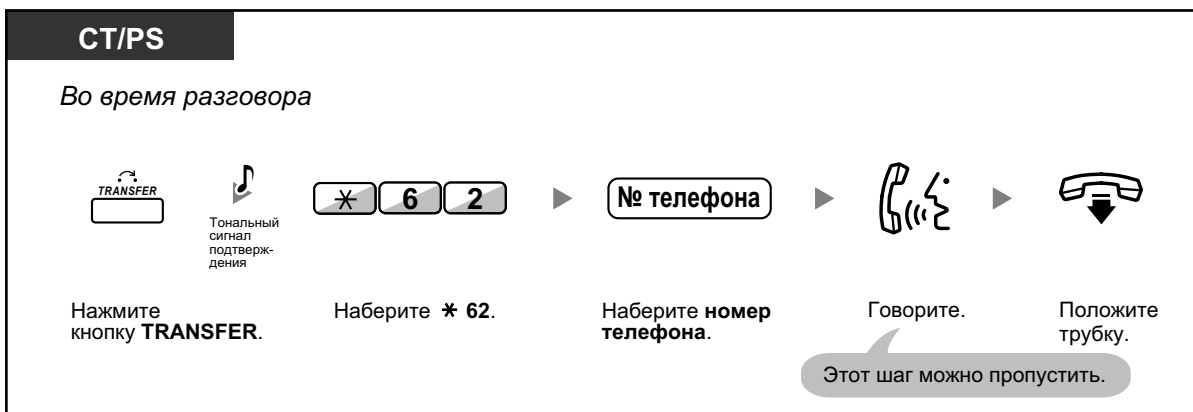 CT/PS
Во время разговора
TRANSFER
Тональный
сигнал
подтверж-
дения
* 6 2
№ телефона
Нажмите
кнопку TRANSFER.
Наберите * 62.
Наберите номер
телефона.
Говорите.
Положите
трубку.
Этот шаг можно пропустить.